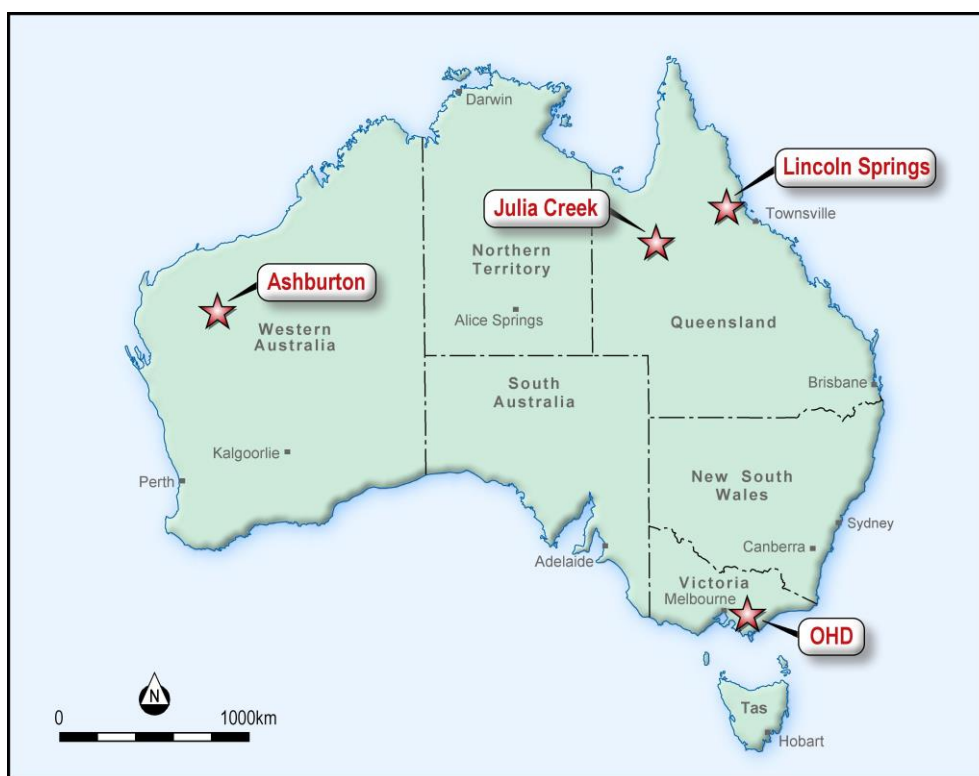 Darwin
Lincoln Springs
Julia Creek
Townsville
Northern
Territory
Ashburton
Alice Springs
Western
Australia
Queensland
South
Australia
Brisbane
Kalgoorlie
Perth
New South
Wales
Sydney
Canberra
Adelaide
Victoria
Melbourne
OHD
N
Tas
0 1000km
Hobart